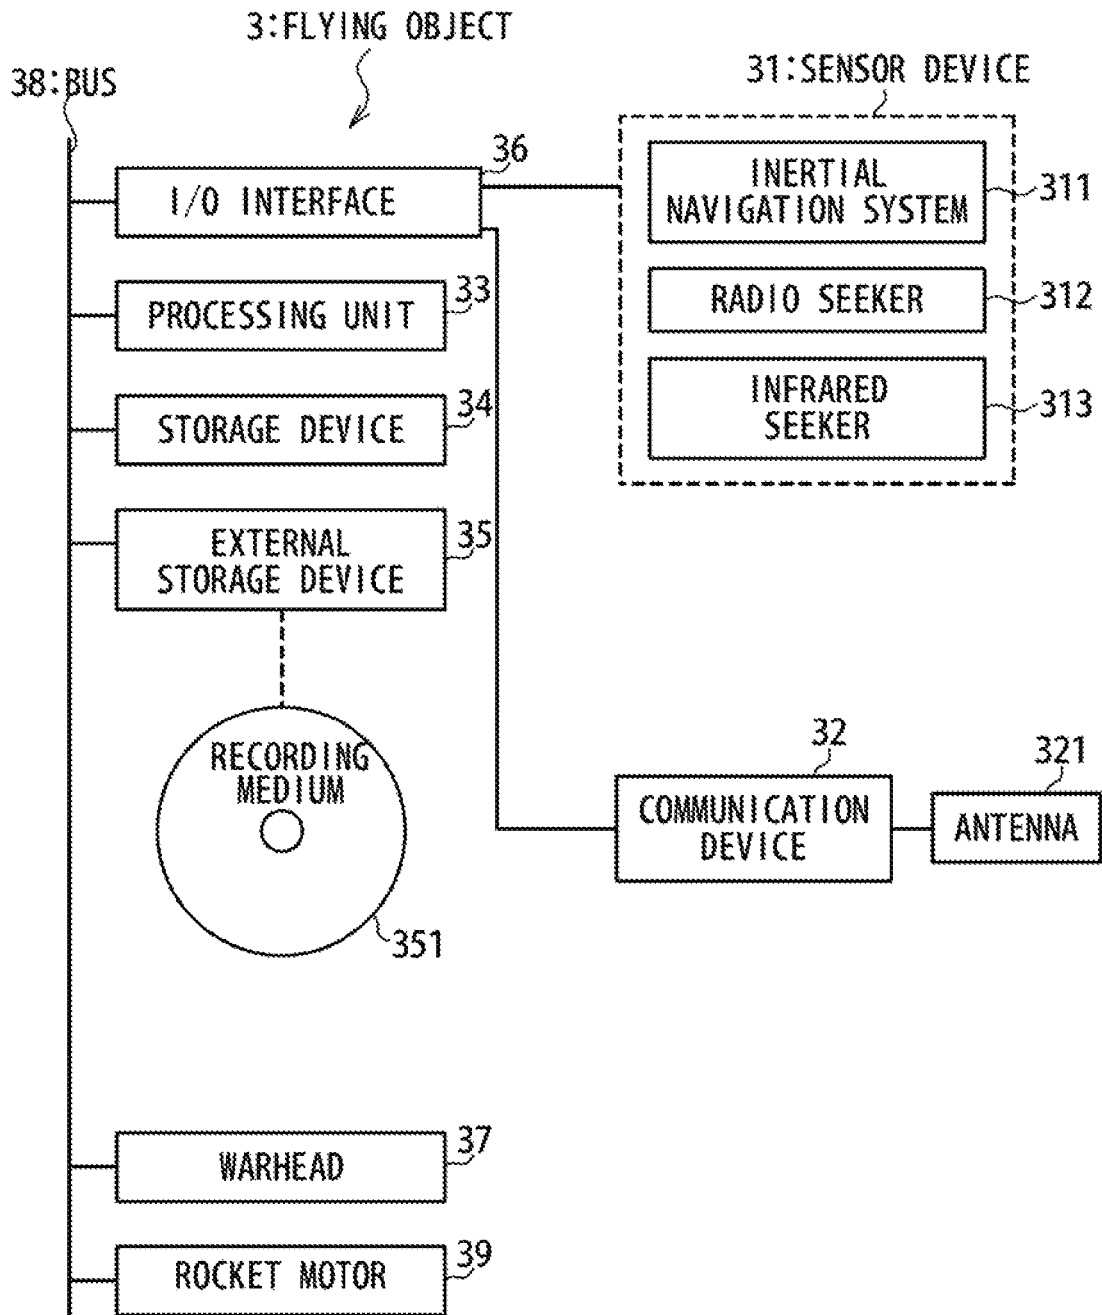 3:FLYING OBJECT
38:BUS
31:SENSOR DEVICE
36
I/O INTERFACE
INERTIAL
NAVIGATION SYSTEM
311
33
PROCESSING UNIT
RADIO SEEKER
312
34
STORAGE DEVICE
INFRARED
SEEKER
313
35
EXTERNAL
STORAGE DEVICE
RECORDING
MEDIUM
351
32
COMMUNICATION
DEVICE
321
ANTENNA
37
WARHEAD
39
ROCKET MOTOR